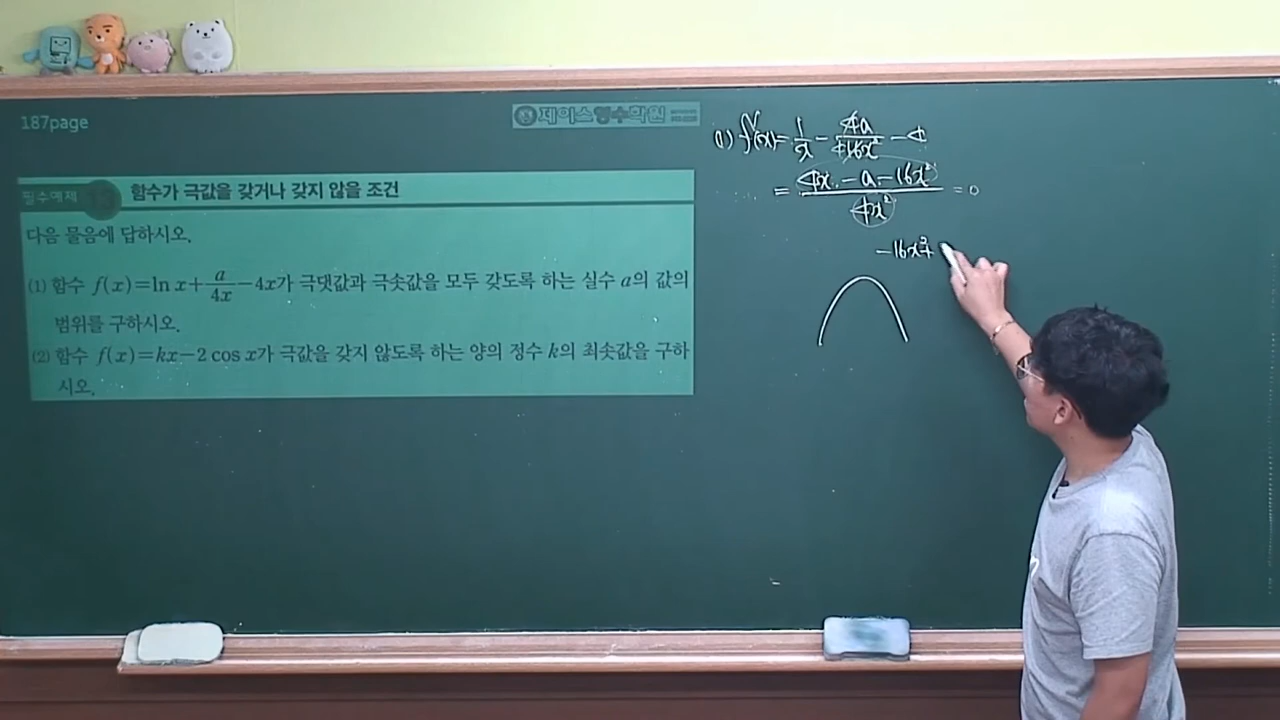 187page
제이스영수학원
필수예제 13 함수가 극값을 갖거나 갖지 않을 조건
다음 물음에 답하시오.
(1) 함수 f(x)=ln x+a/4x−4x가 극댓값과 극솟값을 모두 갖도록 하는 실수 a의 값의
범위를 구하시오.
(2) 함수 f(x)=kx−2 cos x가 극값을 갖지 않도록 하는 양의 정수 k의 최솟값을 구하
시오.
(1) f'(x)= 1/x − 4a/16x² − 4
= 4x − a − 16x² / 4x² = 0
−16x²+